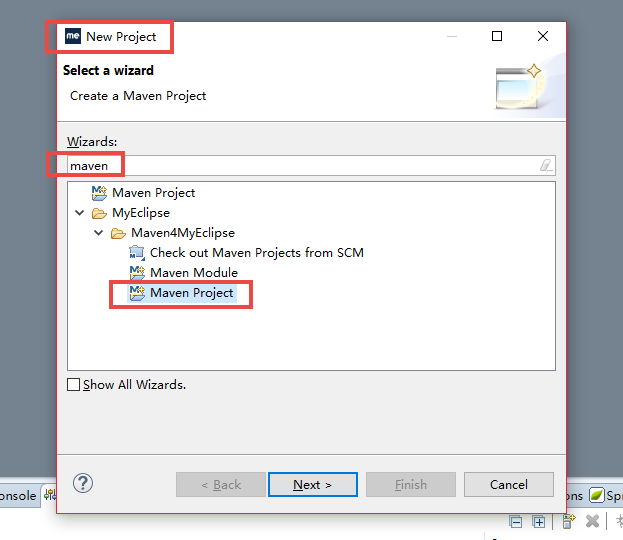 me New Project
Select a wizard
Create a Maven Project
Wizards:
maven
Maven Project
MyEclipse
Maven4MyEclipse
Check out Maven Projects from SCM
Maven Module
Maven Project
Show All Wizards.
? < Back Next > Finish Cancel
onsole ons Spr